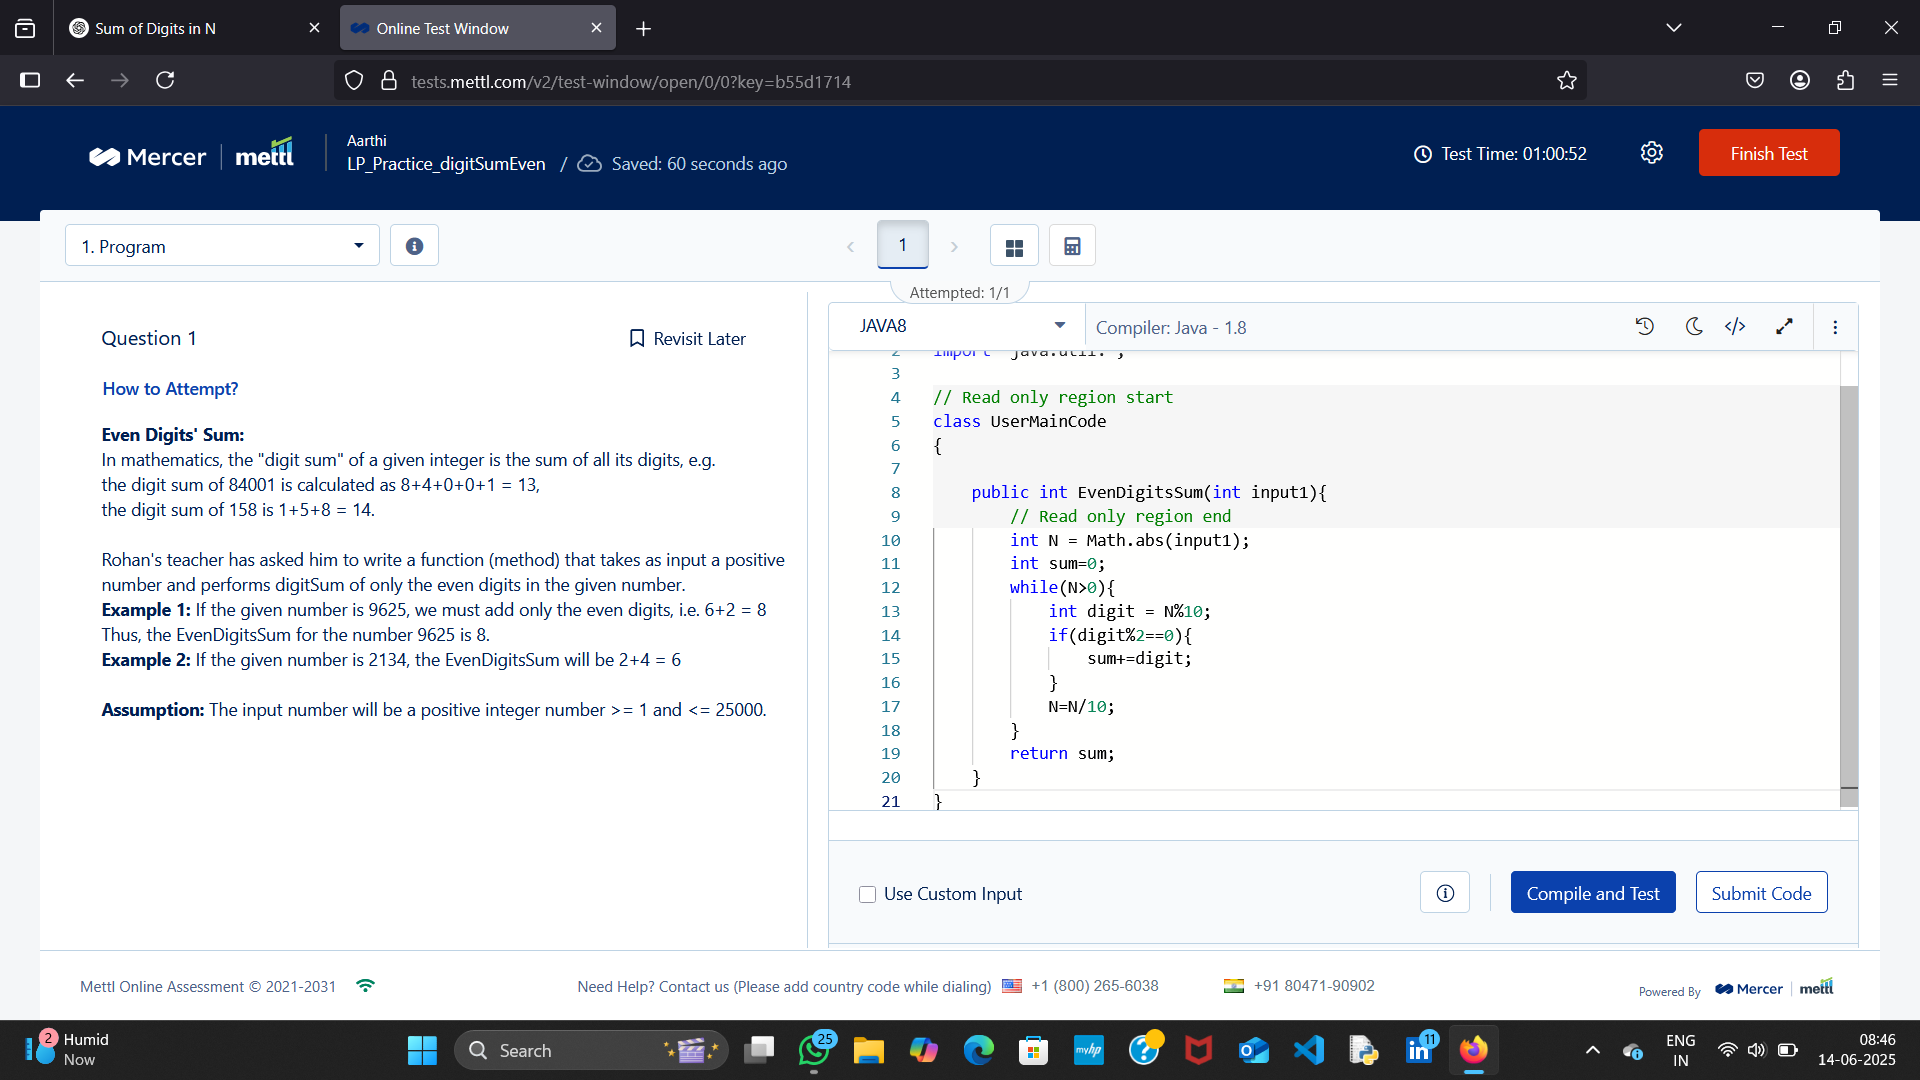 Sum of Digits in N
Online Test Window
tests.mettl.com/v2/test-window/open/0/0?key=b55d1714
Mercer mettl
Aarthi
LP_Practice_digitSumEven / Saved: 60 seconds ago
Test Time: 01:00:52
Finish Test
1. Program
1
Attempted: 1/1
Question 1
Revisit Later
How to Attempt?
Even Digits' Sum:
In mathematics, the "digit sum" of a given integer is the sum of all its digits, e.g.
the digit sum of 84001 is calculated as 8+4+0+0+1 = 13,
the digit sum of 158 is 1+5+8 = 14.
Rohan's teacher has asked him to write a function (method) that takes as input a positive
number and performs digitSum of only the even digits in the given number.
Example 1: If the given number is 9625, we must add only the even digits, i.e. 6+2 = 8
Thus, the EvenDigitsSum for the number 9625 is 8.
Example 2: If the given number is 2134, the EvenDigitsSum will be 2+4 = 6
Assumption: The input number will be a positive integer number >= 1 and <= 25000.
JAVA8
Compiler: Java - 1.8
2 import java.util.*;
3
4 // Read only region start
5 class UserMainCode
6 {
7
8 public int EvenDigitsSum(int input1){
9 // Read only region end
10 int N = Math.abs(input1);
11 int sum=0;
12 while(N>0){
13 int digit = N%10;
14 if(digit%2==0){
15 sum+=digit;
16 }
17 N=N/10;
18 }
19 return sum;
20 }
21 }
Use Custom Input
Compile and Test
Submit Code
Mettl Online Assessment © 2021-2031
Need Help? Contact us (Please add country code while dialing) +1 (800) 265-6038
+91 80471-90902
Powered By Mercer mettl
2
Humid
Now
Search
25
myhp
11
ENG
IN
08:46
14-06-2025